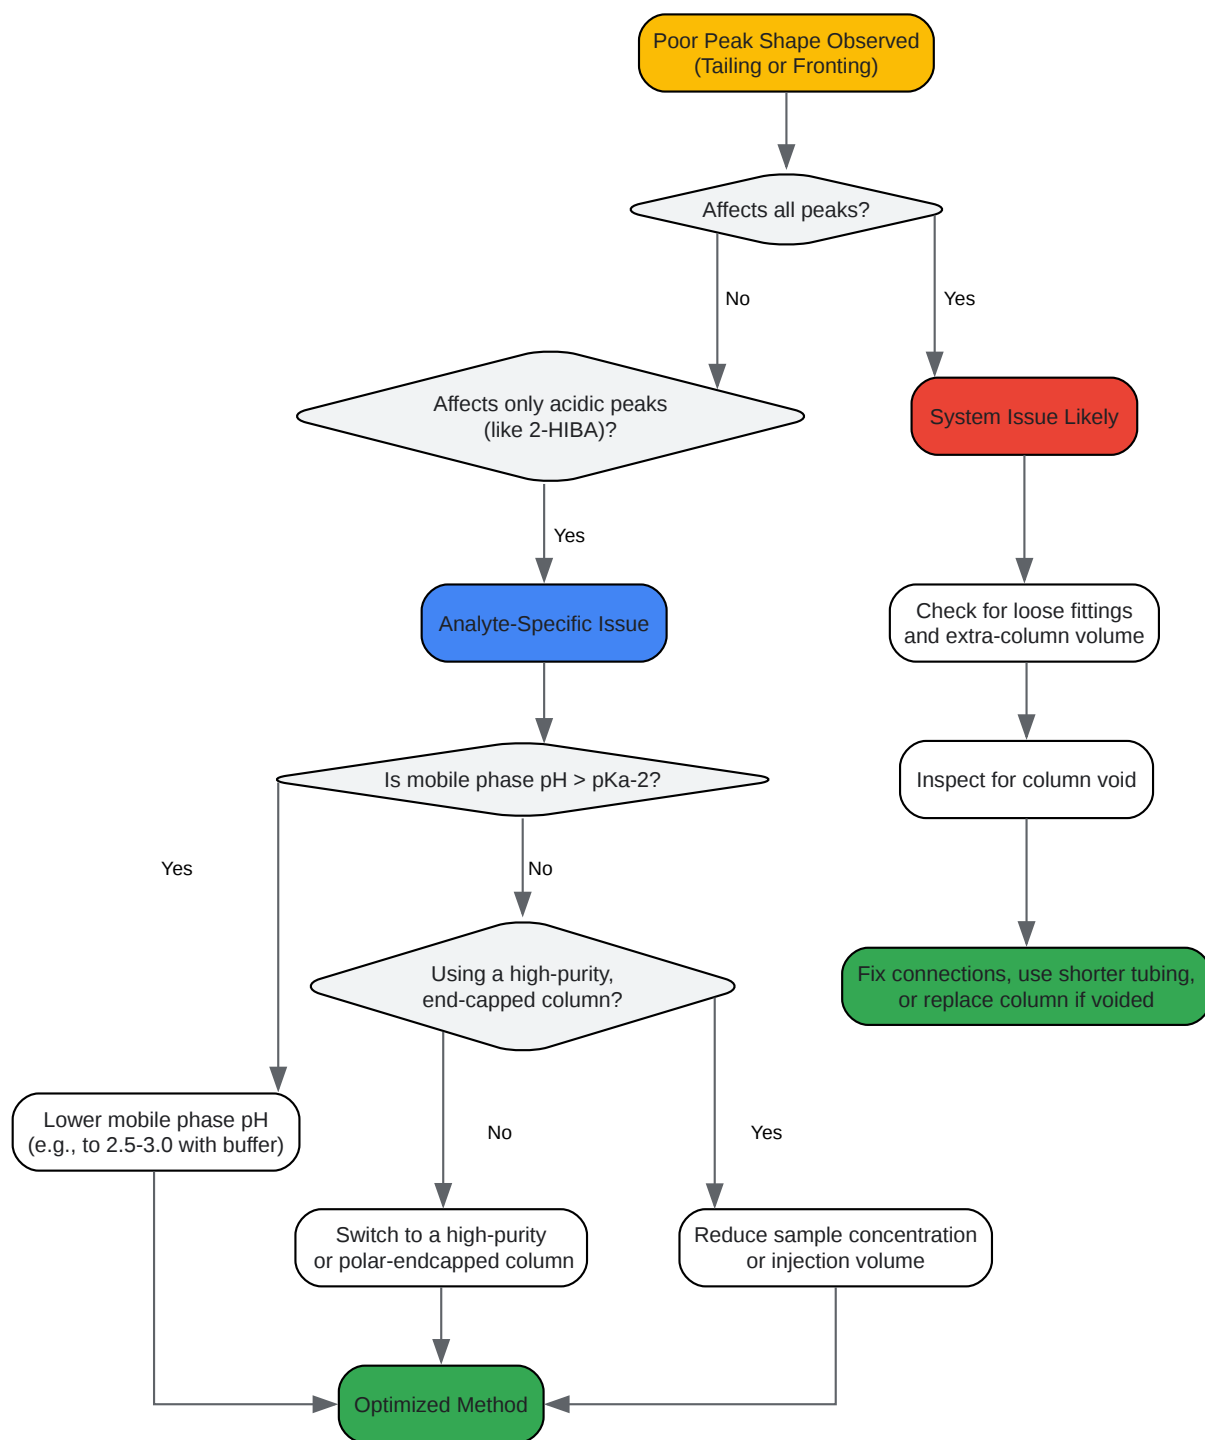 Poor Peak Shape Observed
(Tailing or Fronting)
Affects all peaks?
No
Yes
Affects only acidic peaks
(like 2-HIBA)?
System Issue Likely
Yes
Check for loose fittings
and extra-column volume
Analyte-Specific Issue
Is mobile phase pH > pKa-2?
Inspect for column void
Yes
No
Using a high-purity,
end-capped column?
Fix connections, use shorter tubing,
or replace column if voided
Lower mobile phase pH
(e.g., to 2.5-3.0 with buffer)
No
Yes
Switch to a high-purity
or polar-endcapped column
Reduce sample concentration
or injection volume
Optimized Method